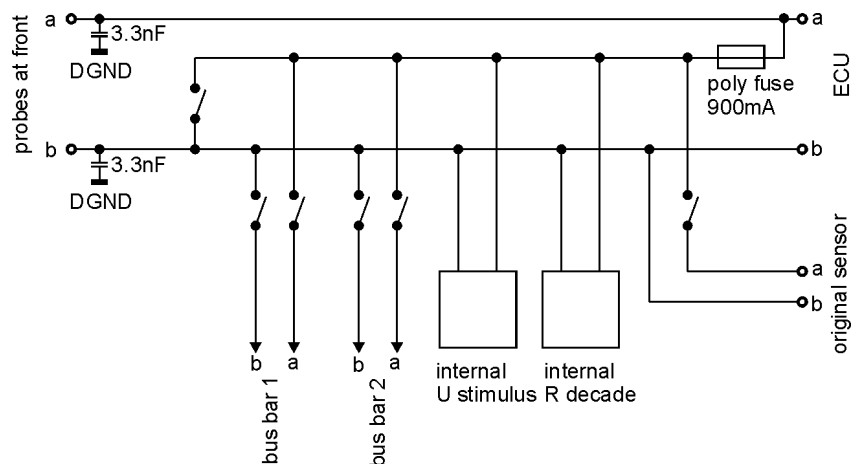 a
3.3nF
DGND
probes at front
b
3.3nF
DGND
poly fuse
900mA
a
ECU
b
a
b
original sensor
b
a
bus bar 1
b
a
bus bar 2
internal
U stimulus
internal
R decade